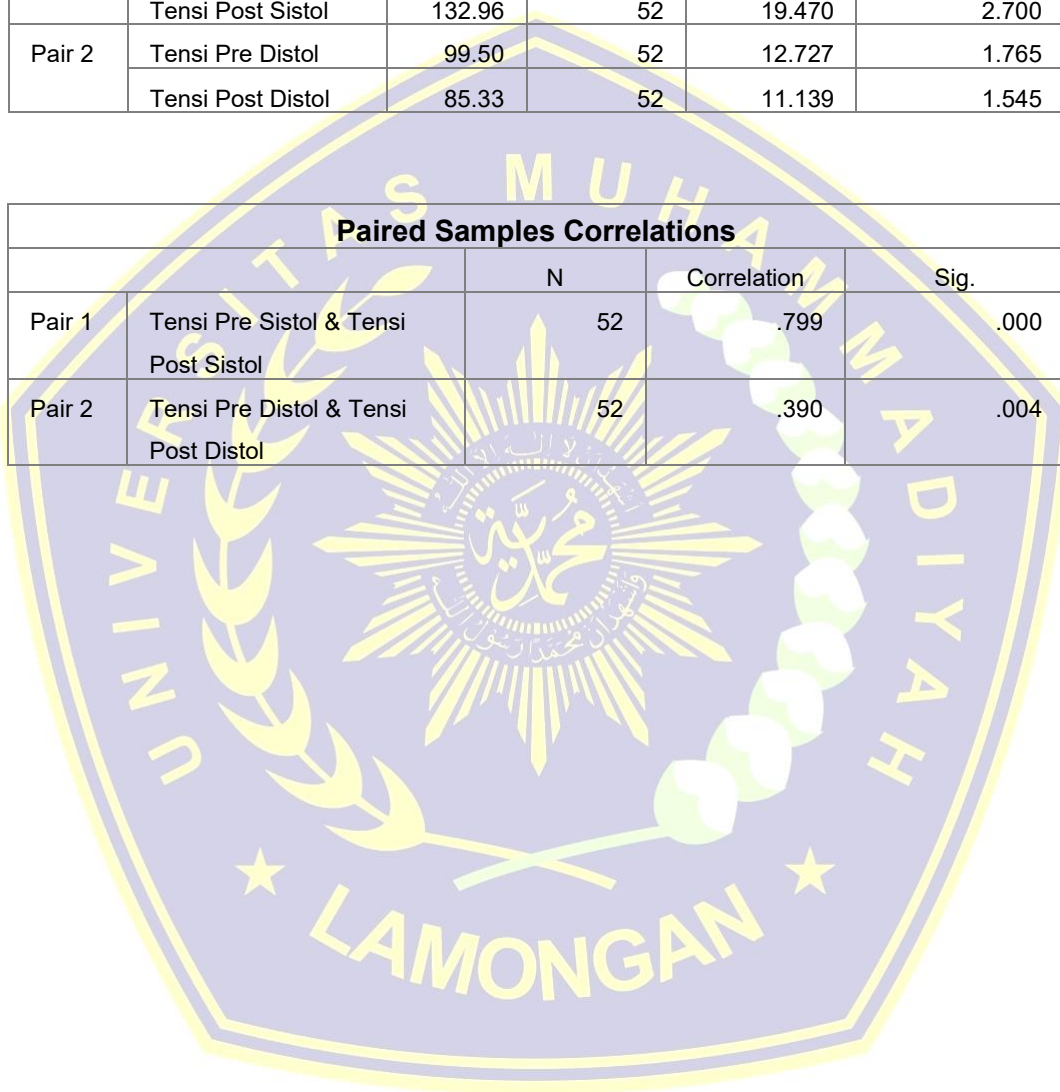 Tensi Post Sistol 132.96 52 19.470 2.700
Pair 2 Tensi Pre Distol 99.50 52 12.727 1.765
Tensi Post Distol 85.33 52 11.139 1.545
Paired Samples Correlations
N Correlation Sig.
Pair 1 Tensi Pre Sistol & Tensi 52 .799 .000
Post Sistol
Pair 2 Tensi Pre Distol & Tensi 52 .390 .004
Post Distol
UNIVERSITAS MUHAMMADIYAH
LAMONGAN